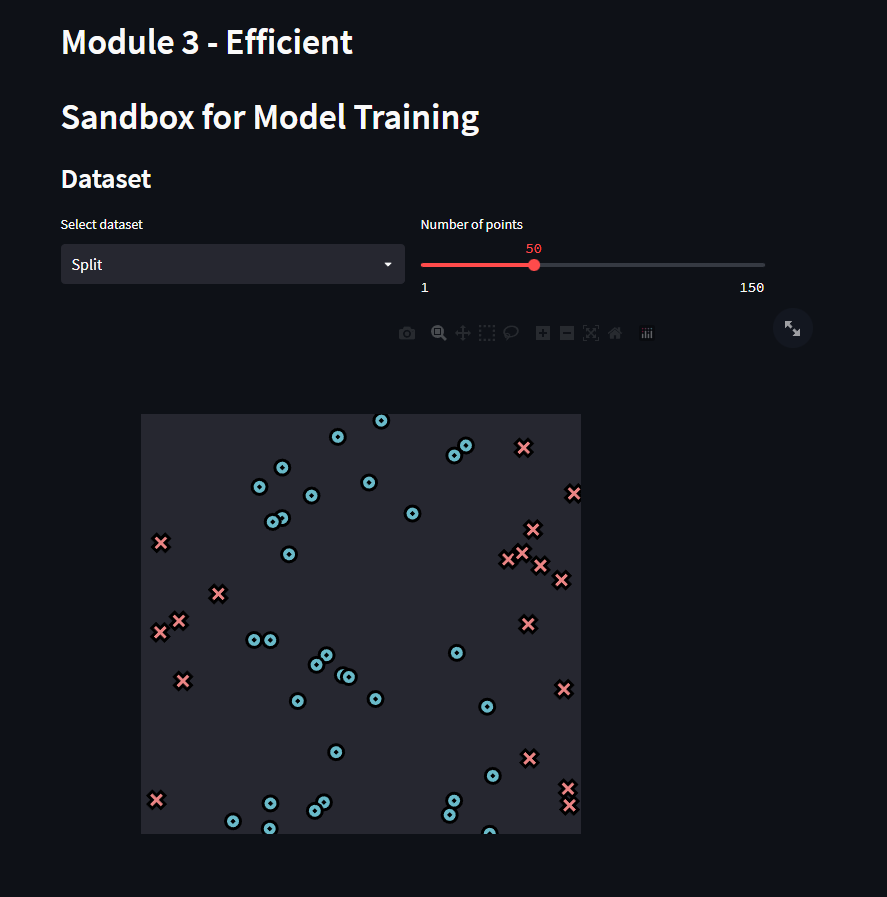 Module 3 - Efficient
Sandbox for Model Training
Dataset
Select dataset
Number of points
Split
50
1
150